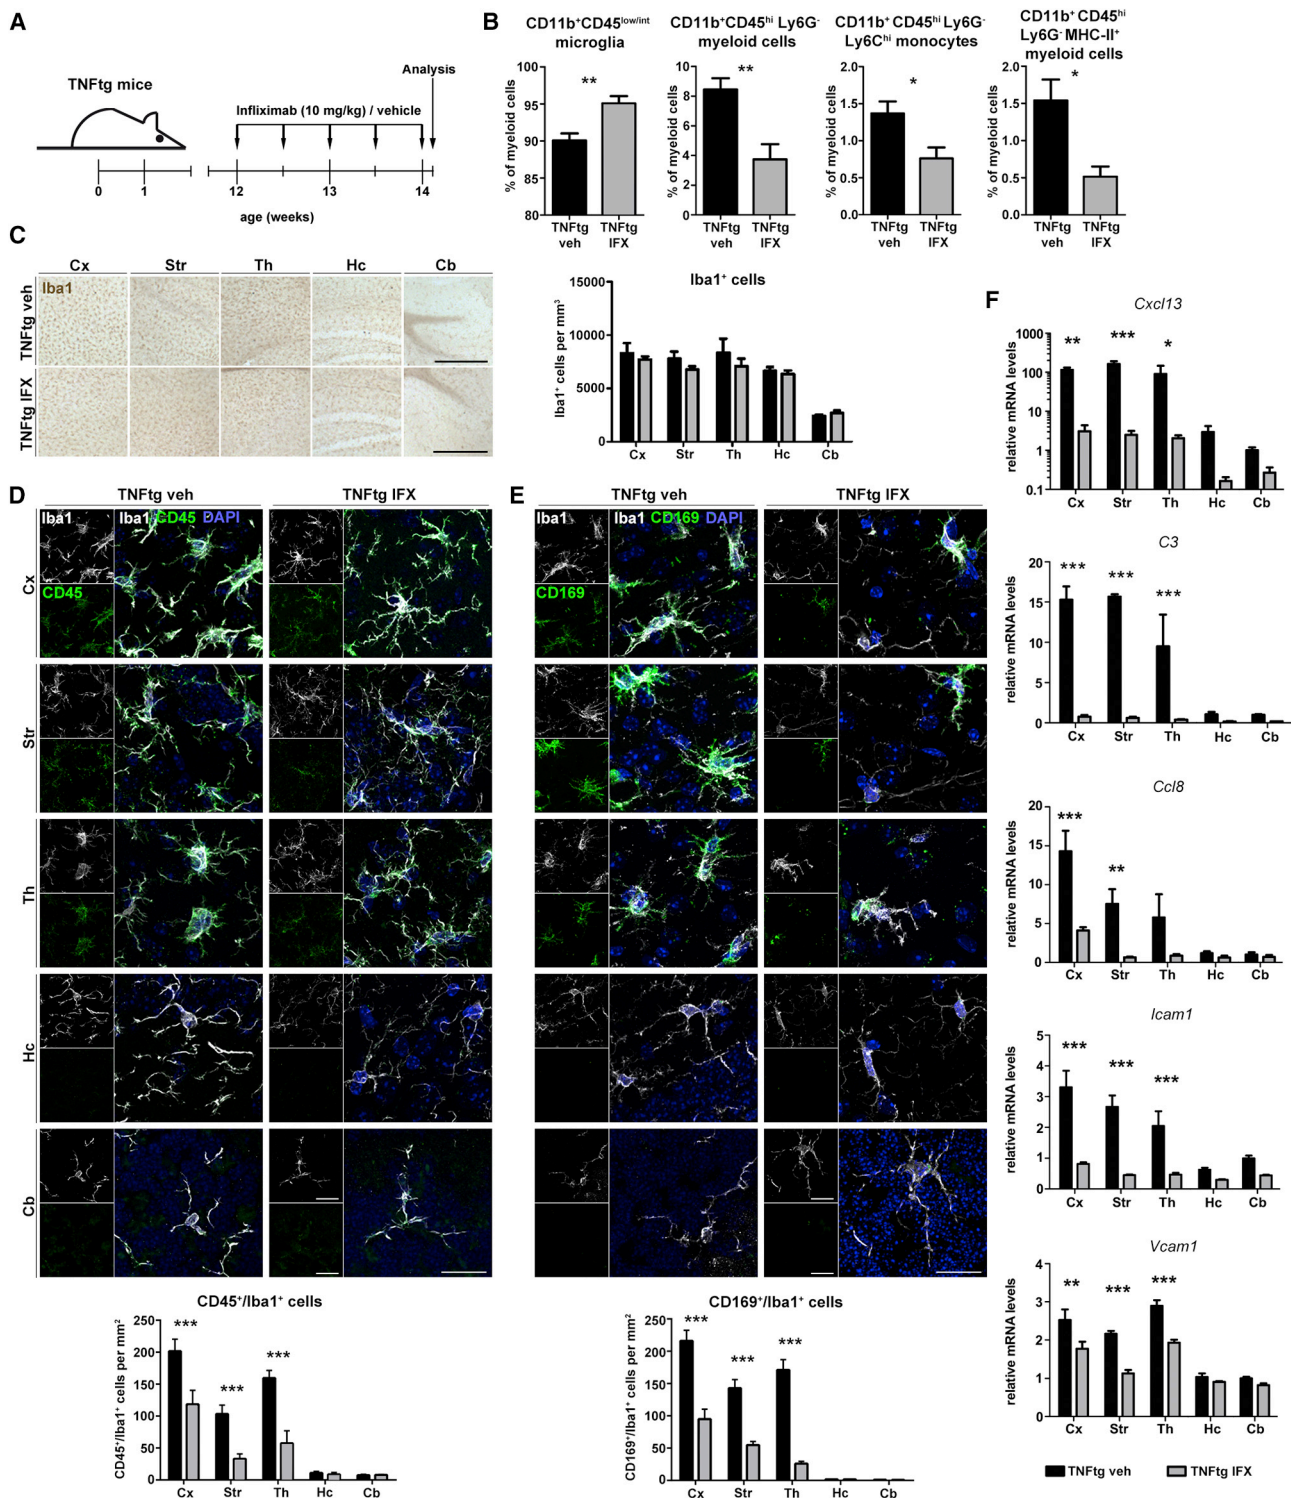 A
TNFtg mice
Analysis
Infliximab (10 mg/kg) / vehicle
0 1 12 13 14
age (weeks)
B
CD11b⁺CD45ˡᵒʷ/ⁱⁿᵗ
microglia
% of myeloid cells
100
95
90
85
80
**
TNFtg
veh
TNFtg
IFX
CD11b⁺CD45ʰⁱ Ly6G⁻
myeloid cells
% of myeloid cells
10
8
6
4
2
0
**
TNFtg
veh
TNFtg
IFX
CD11b⁺ CD45ʰⁱ Ly6G⁻
Ly6Cʰⁱ monocytes
% of myeloid cells
2.0
1.5
1.0
0.5
0.0
*
TNFtg
veh
TNFtg
IFX
CD11b⁺ CD45ʰⁱ
Ly6G⁻ MHC-II⁺
myeloid cells
% of myeloid cells
2.0
1.5
1.0
0.5
0.0
*
TNFtg
veh
TNFtg
IFX
C
Cx Str Th Hc Cb
Iba1
TNFtg veh
TNFtg IFX
Iba1⁺ cells
Iba1⁺ cells per mm³
15000
10000
5000
0
Cx Str Th Hc Cb
D
TNFtg veh TNFtg IFX
Iba1
Iba1 CD45 DAPI
CD45
Cx
Str
Th
Hc
Cb
CD45⁺/Iba1⁺ cells
CD45⁺/Iba1⁺ cells per mm²
250
200
150
100
50
0
*** *** ***
Cx Str Th Hc Cb
E
TNFtg veh TNFtg IFX
Iba1
Iba1 CD169 DAPI
CD169
CD169⁺/Iba1⁺ cells
CD169⁺/Iba1⁺ cells per mm²
250
200
150
100
50
0
*** *** ***
Cx Str Th Hc Cb
F
Cxcl13
relative mRNA levels
1000
100
10
1
0.1
** *** *
Cx Str Th Hc Cb
C3
relative mRNA levels
20
15
10
5
0
*** *** ***
Cx Str Th Hc Cb
Ccl8
relative mRNA levels
20
15
10
5
0
*** **
Cx Str Th Hc Cb
Icam1
relative mRNA levels
5
4
3
2
1
0
*** *** ***
Cx Str Th Hc Cb
Vcam1
relative mRNA levels
4
3
2
1
0
** *** ***
Cx Str Th Hc Cb
TNFtg veh TNFtg IFX